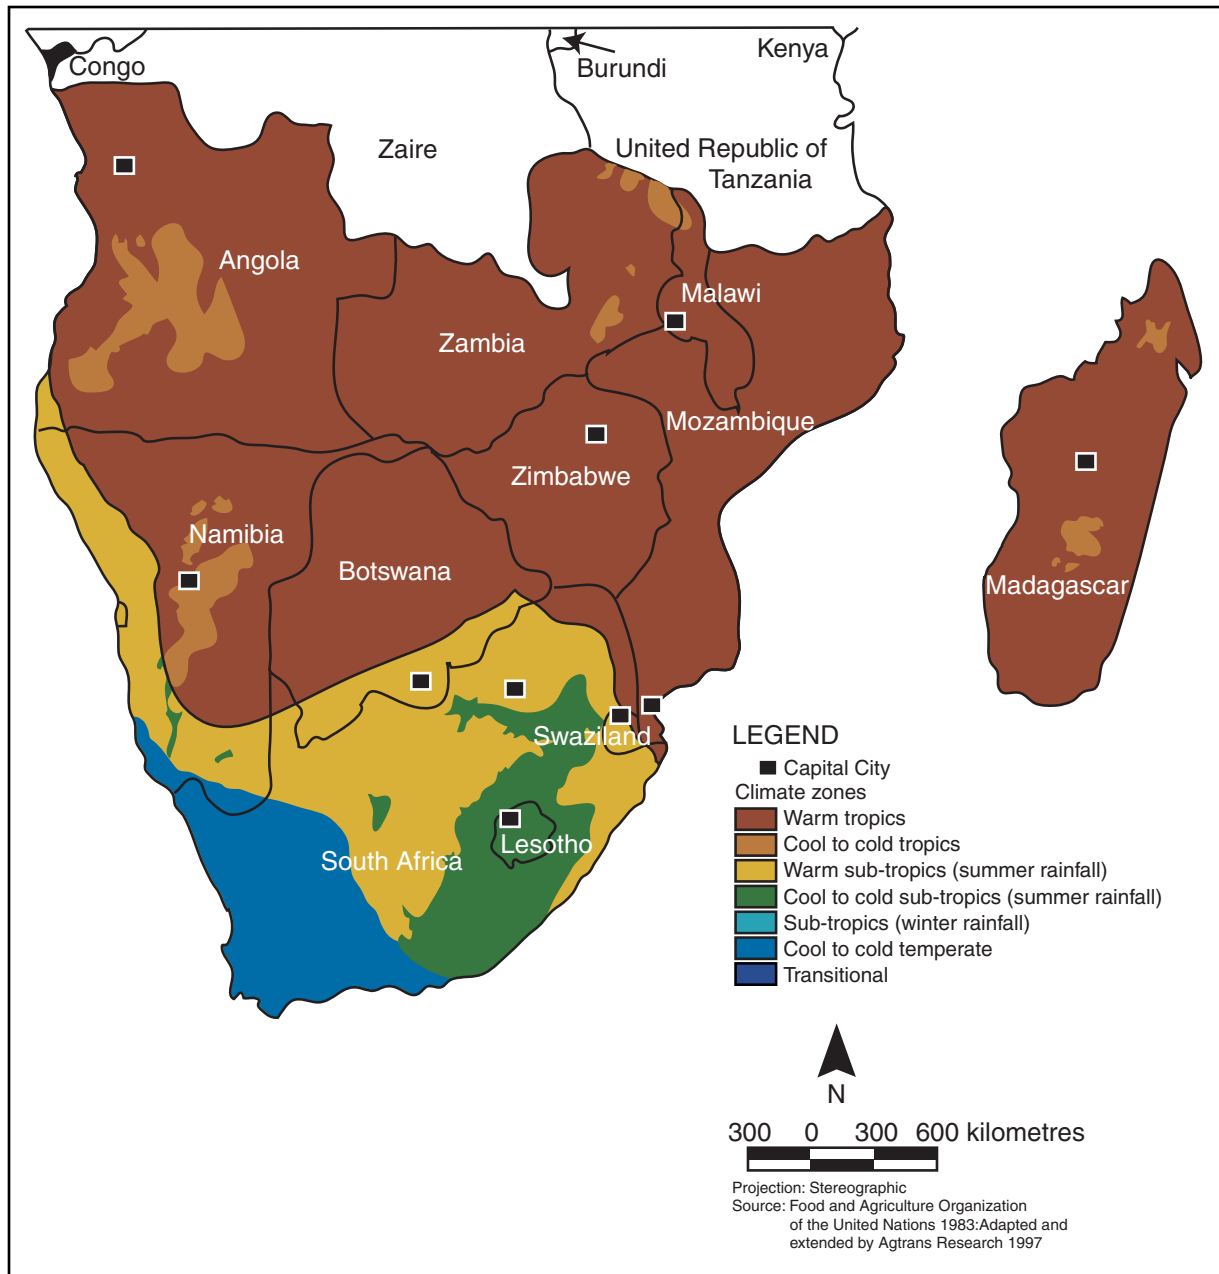 Congo
Burundi
Kenya
Zaire
United Republic of
Tanzania
Angola
Malawi
Zambia
Mozambique
Zimbabwe
Namibia
Botswana
Madagascar
Swaziland
South Africa
Lesotho
LEGEND
Capital City
Climate zones
Warm tropics
Cool to cold tropics
Warm sub-tropics (summer rainfall)
Cool to cold sub-tropics (summer rainfall)
Sub-tropics (winter rainfall)
Cool to cold temperate
Transitional
N
300 0 300 600 kilometres
Projection: Stereographic
Source: Food and Agriculture Organization
of the United Nations 1983:Adapted and
extended by Agtrans Research 1997